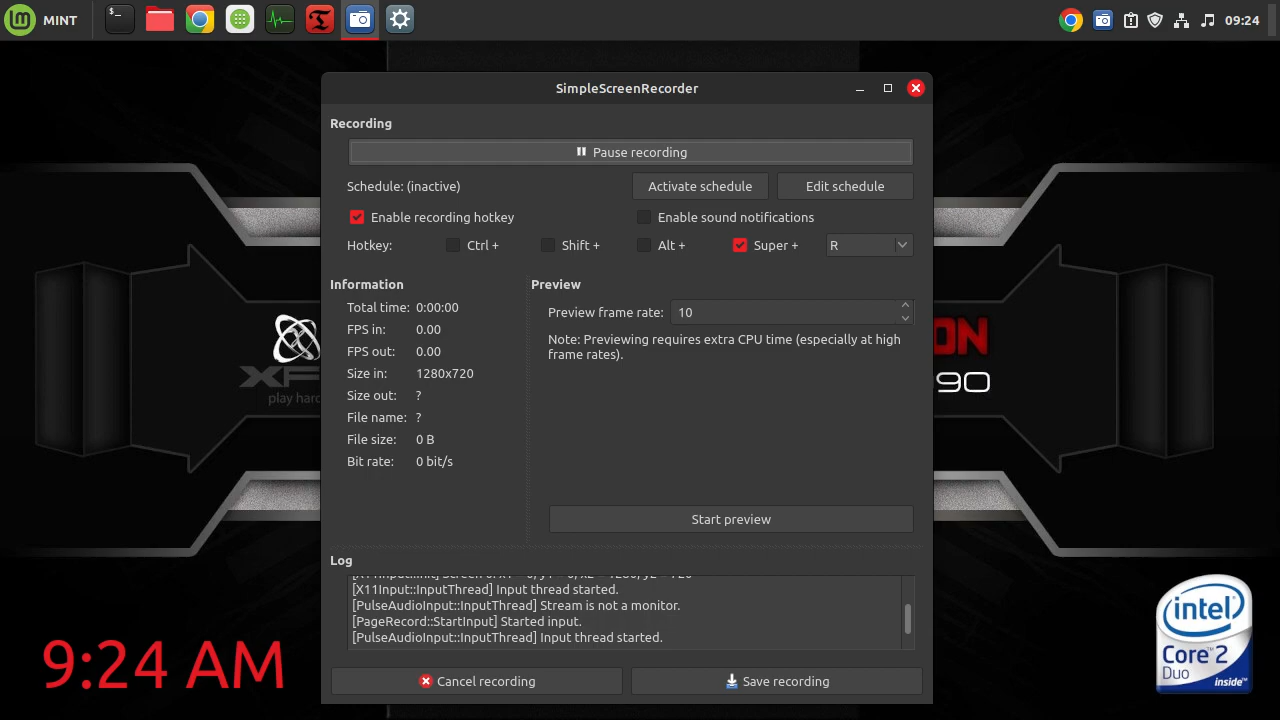 MINT
09:24
SimpleScreenRecorder
Recording
Pause recording
Schedule: (inactive)
Activate schedule
Edit schedule
Enable recording hotkey
Enable sound notifications
Hotkey:
Ctrl +
Shift +
Alt +
Super +
R
Information
Total time: 0:00:00
FPS in: 0.00
FPS out: 0.00
Size in: 1280x720
Size out: ?
File name: ?
File size: 0 B
Bit rate: 0 bit/s
Preview
Preview frame rate: 10
Note: Previewing requires extra CPU time (especially at high
frame rates).
Start preview
Log
[X11Input::InputThread] Input thread started.
[PulseAudioInput::InputThread] Stream is not a monitor.
[PageRecord::StartInput] Started input.
[PulseAudioInput::InputThread] Input thread started.
Cancel recording
Save recording
XF
play hard
ON
90
9:24 AM
intel
Core™2
Duo
inside™